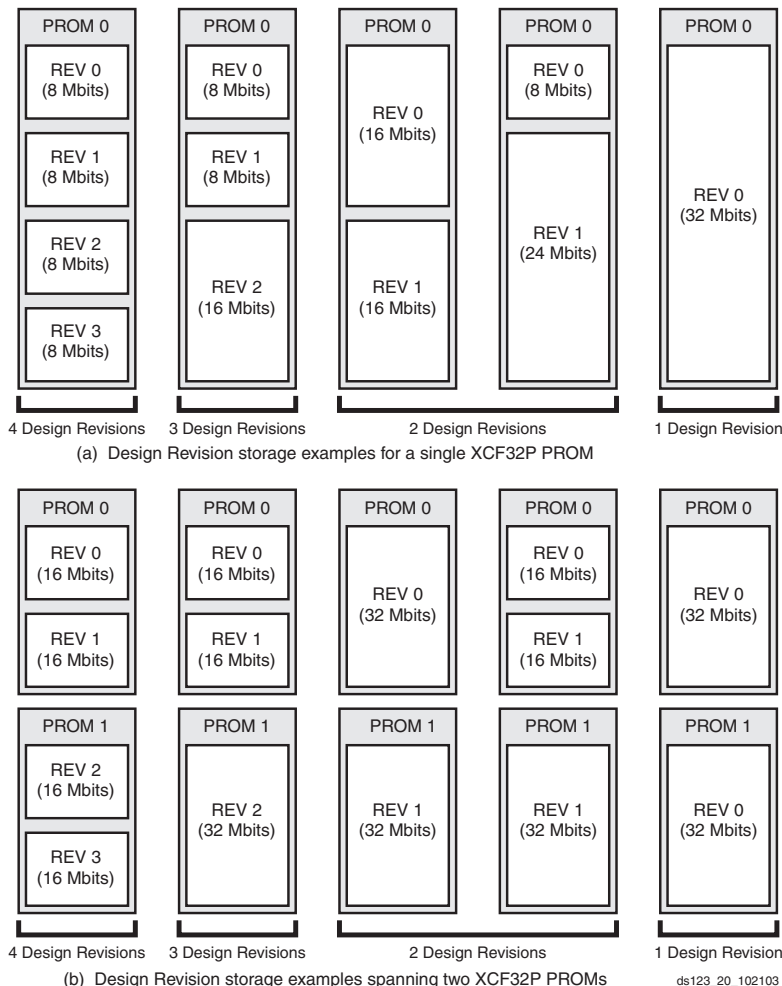 PROM 0
REV 0
(8 Mbits)
REV 1
(8 Mbits)
REV 2
(8 Mbits)
REV 3
(8 Mbits)
4 Design Revisions
PROM 0
REV 0
(8 Mbits)
REV 1
(8 Mbits)
REV 2
(16 Mbits)
3 Design Revisions
PROM 0
REV 0
(16 Mbits)
REV 1
(16 Mbits)
PROM 0
REV 0
(8 Mbits)
REV 1
(24 Mbits)
2 Design Revisions
PROM 0
REV 0
(32 Mbits)
1 Design Revision
(a) Design Revision storage examples for a single XCF32P PROM
PROM 0
REV 0
(16 Mbits)
REV 1
(16 Mbits)
PROM 1
REV 2
(16 Mbits)
REV 3
(16 Mbits)
4 Design Revisions
PROM 0
REV 0
(16 Mbits)
REV 1
(16 Mbits)
PROM 1
REV 2
(32 Mbits)
3 Design Revisions
PROM 0
REV 0
(32 Mbits)
PROM 1
REV 1
(32 Mbits)
PROM 0
REV 0
(16 Mbits)
REV 1
(16 Mbits)
PROM 1
REV 1
(32 Mbits)
2 Design Revisions
PROM 0
REV 0
(32 Mbits)
PROM 1
REV 0
(32 Mbits)
1 Design Revision
(b) Design Revision storage examples spanning two XCF32P PROMs
ds123_20_102103